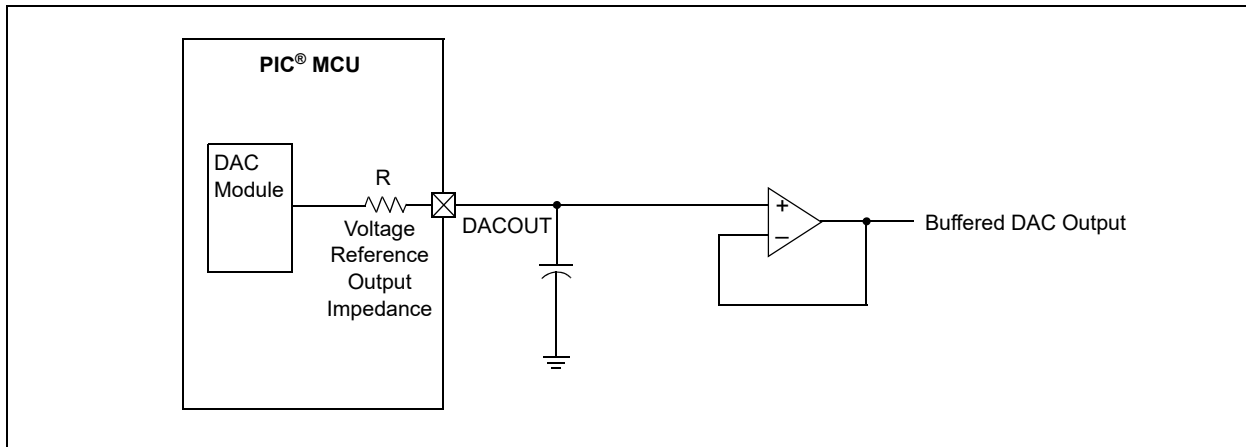 PIC® MCU
DAC
Module
R
Voltage
Reference
Output
Impedance
DACOUT
+
–
Buffered DAC Output